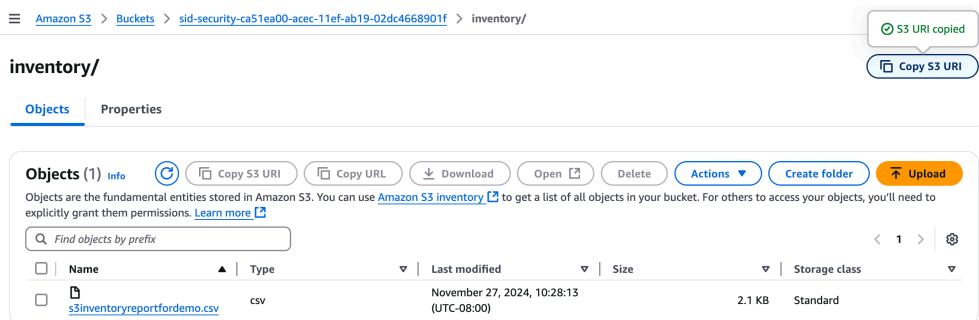 Amazon S3 > Buckets > sid-security-ca51ea00-acec-11ef-ab19-02dc4668901f > inventory/
S3 URI copied
inventory/
Copy S3 URI
Objects Properties
Objects (1) Info Copy S3 URI Copy URL Download Open Delete Actions Create folder Upload
Objects are the fundamental entities stored in Amazon S3. You can use Amazon S3 inventory to get a list of all objects in your bucket. For others to access your objects, you'll need to
explicitly grant them permissions. Learn more
Find objects by prefix
< 1 >
Name Type Last modified Size Storage class
s3inventoryreportfordemo.csv csv November 27, 2024, 10:28:13 2.1 KB Standard
(UTC-08:00)